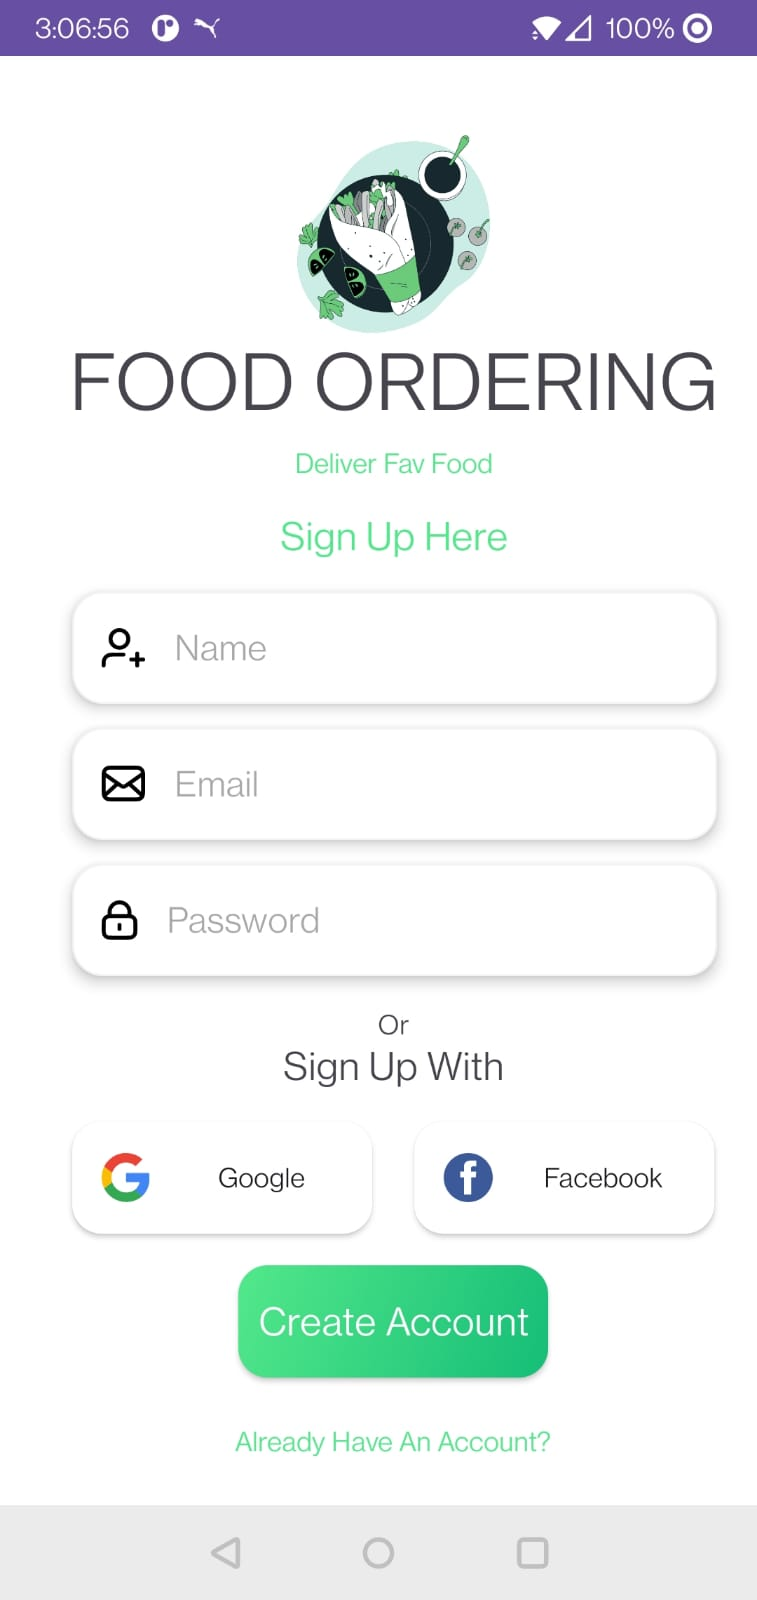 3:06:56 100%
FOOD ORDERING
Deliver Fav Food
Sign Up Here
Name
Email
Password
Or
Sign Up With
Google Facebook
Create Account
Already Have An Account?